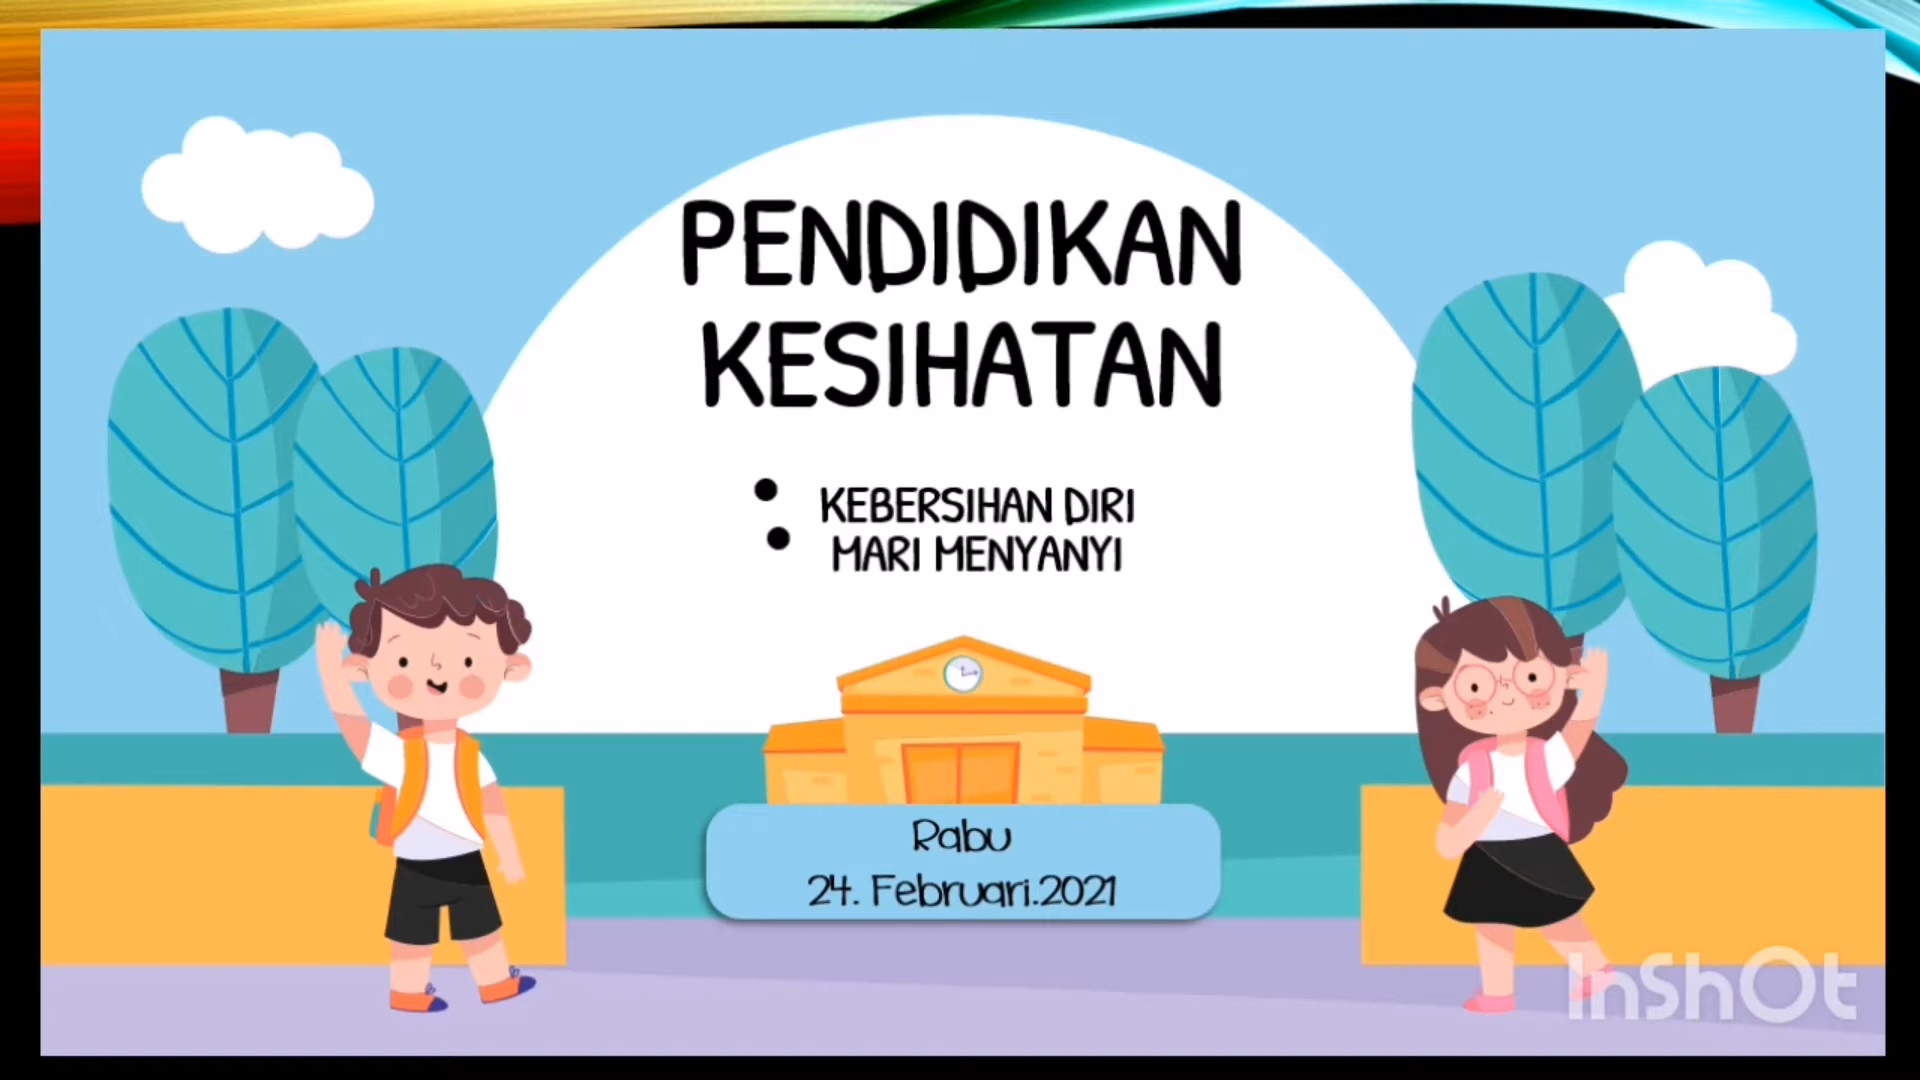 PENDIDIKAN
KESIHATAN
• KEBERSIHAN DIRI
• MARI MENYANYI
Rabu
24. Februari.2021
InShOt